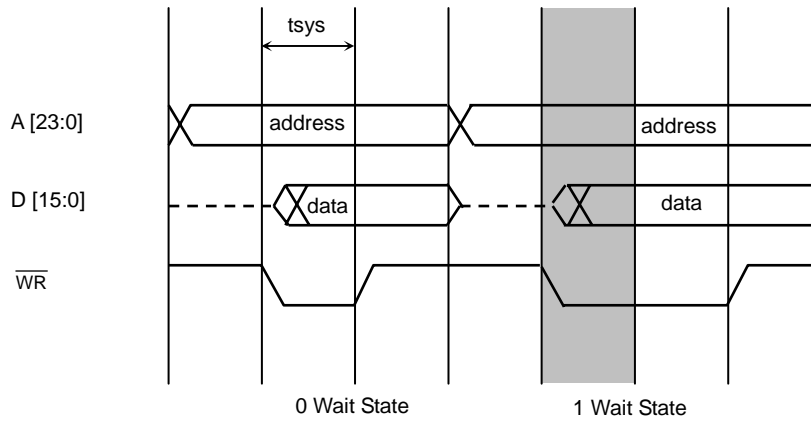 tsys
A [23:0]
address
address
D [15:0]
data
data
WR
0 Wait State
1 Wait State